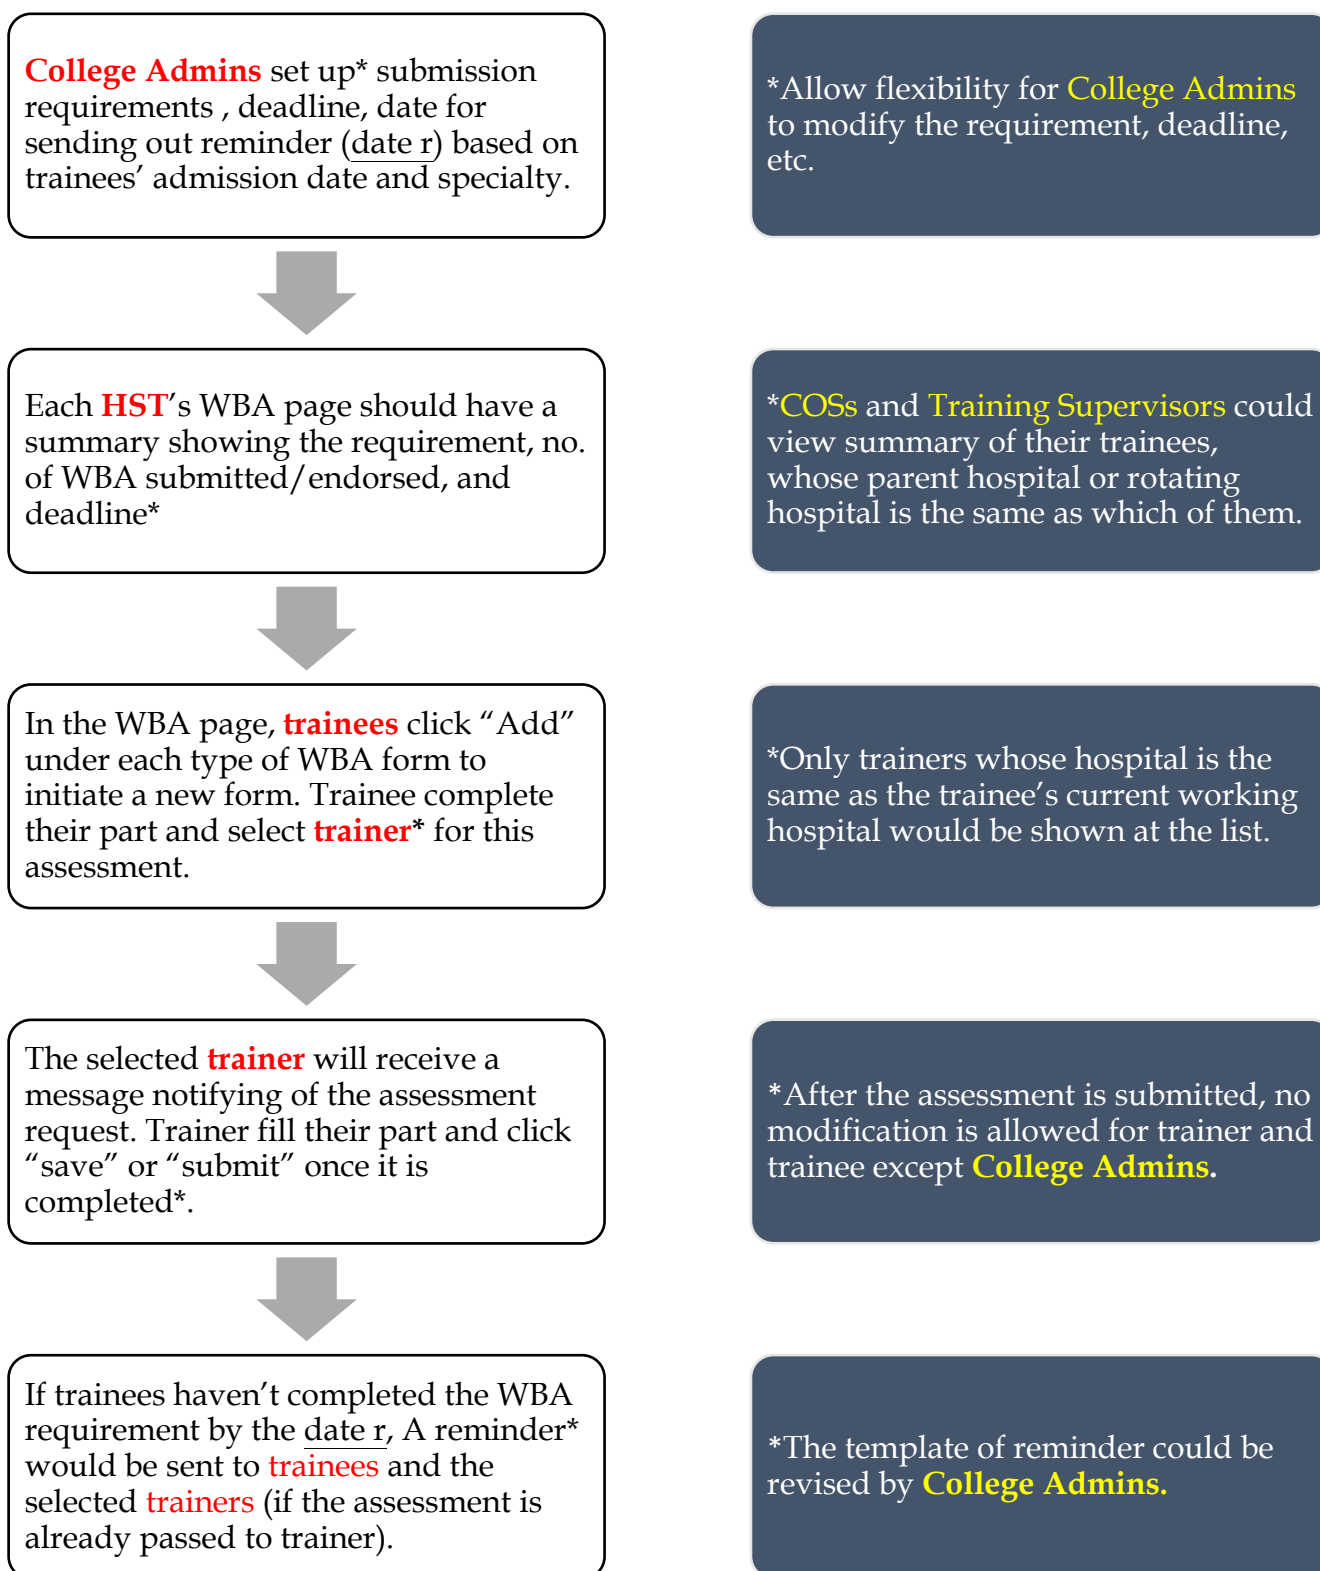 College Admins set up* submission
requirements , deadline, date for
sending out reminder (date r) based on
trainees’ admission date and specialty.
*Allow flexibility for College Admins
to modify the requirement, deadline,
etc.
Each HST’s WBA page should have a
summary showing the requirement, no.
of WBA submitted/endorsed, and
deadline*
*COSs and Training Supervisors could
view summary of their trainees,
whose parent hospital or rotating
hospital is the same as which of them.
In the WBA page, trainees click “Add”
under each type of WBA form to
initiate a new form. Trainee complete
their part and select trainer* for this
assessment.
*Only trainers whose hospital is the
same as the trainee’s current working
hospital would be shown at the list.
The selected trainer will receive a
message notifying of the assessment
request. Trainer fill their part and click
“save” or “submit” once it is
completed*.
*After the assessment is submitted, no
modification is allowed for trainer and
trainee except College Admins.
If trainees haven’t completed the WBA
requirement by the date r, A reminder*
would be sent to trainees and the
selected trainers (if the assessment is
already passed to trainer).
*The template of reminder could be
revised by College Admins.